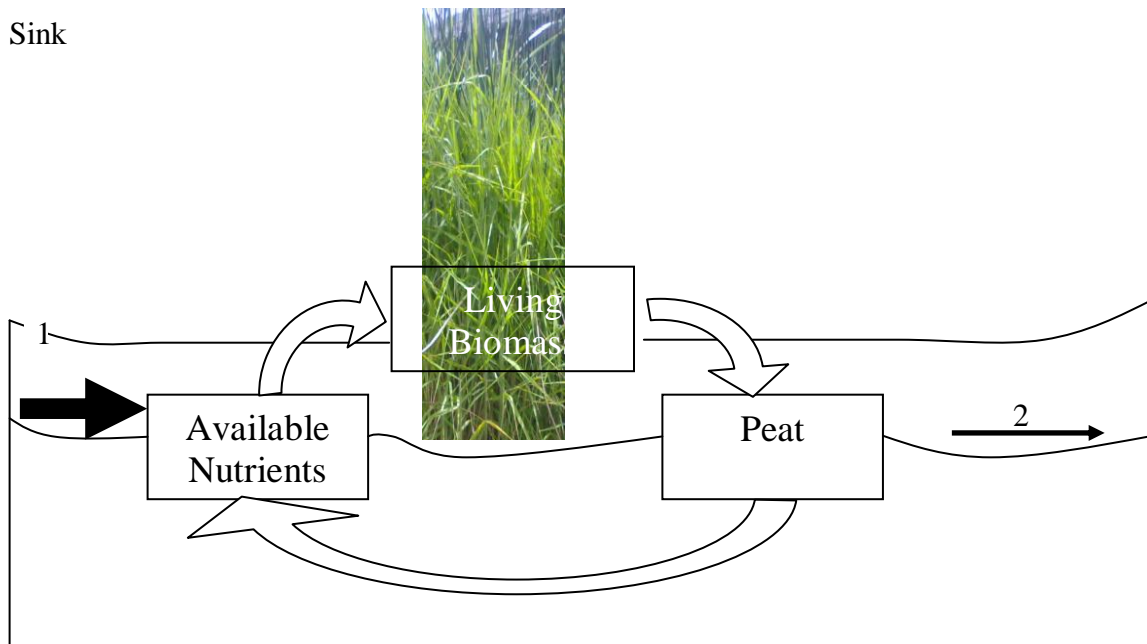 Sink
Living
Biomas
1
Available
Nutrients
Peat
2